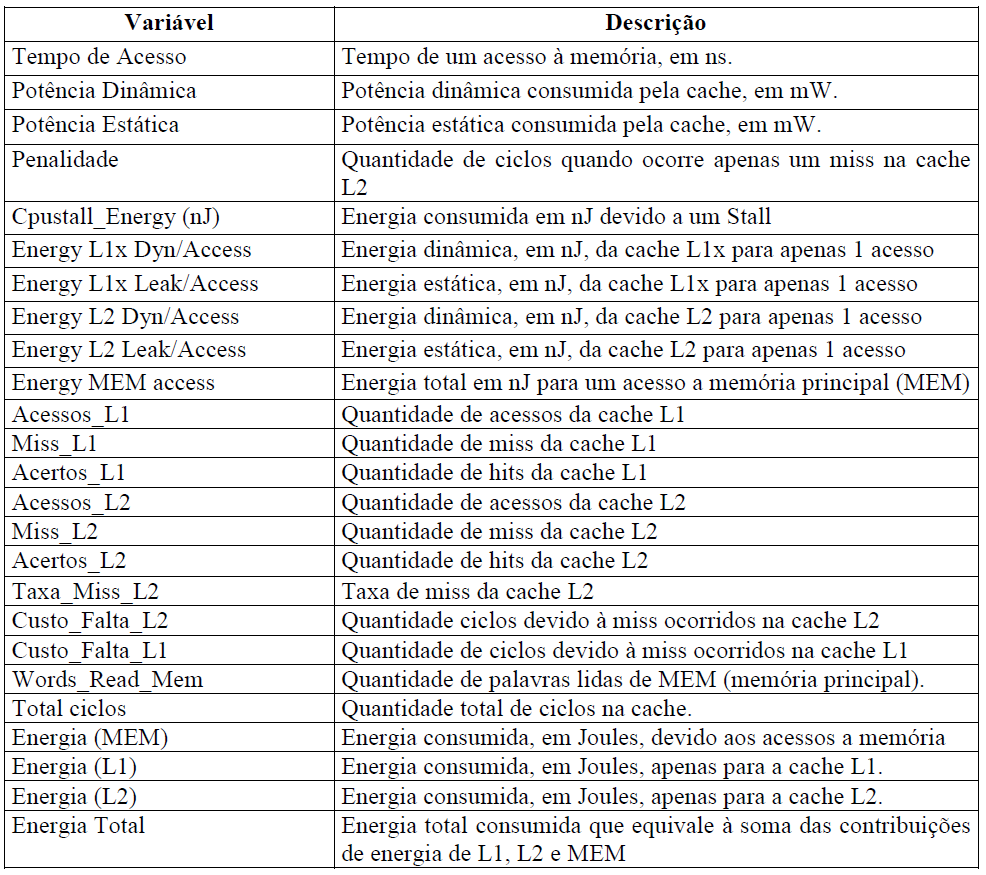 Variável Descrição
Tempo de Acesso Tempo de um acesso à memória, em ns.
Potência Dinâmica Potência dinâmica consumida pela cache, em mW.
Potência Estática Potência estática consumida pela cache, em mW.
Penalidade Quantidade de ciclos quando ocorre apenas um miss na cache
L2
Cpustall_Energy (nJ) Energia consumida em nJ devido a um Stall
Energy L1x Dyn/Access Energia dinâmica, em nJ, da cache L1x para apenas 1 acesso
Energy L1x Leak/Access Energia estática, em nJ, da cache L1x para apenas 1 acesso
Energy L2 Dyn/Access Energia dinâmica, em nJ, da cache L2 para apenas 1 acesso
Energy L2 Leak/Access Energia estática, em nJ, da cache L2 para apenas 1 acesso
Energy MEM access Energia total em nJ para um acesso a memória principal (MEM)
Acessos_L1 Quantidade de acessos da cache L1
Miss_L1 Quantidade de miss da cache L1
Acertos_L1 Quantidade de hits da cache L1
Acessos_L2 Quantidade de acessos da cache L2
Miss_L2 Quantidade de miss da cache L2
Acertos_L2 Quantidade de hits da cache L2
Taxa_Miss_L2 Taxa de miss da cache L2
Custo_Falta_L2 Quantidade ciclos devido à miss ocorridos na cache L2
Custo_Falta_L1 Quantidade de ciclos devido à miss ocorridos na cache L1
Words_Read_Mem Quantidade de palavras lidas de MEM (memória principal).
Total ciclos Quantidade total de ciclos na cache.
Energia (MEM) Energia consumida, em Joules, devido aos acessos a memória
Energia (L1) Energia consumida, em Joules, apenas para a cache L1.
Energia (L2) Energia consumida, em Joules, apenas para a cache L2.
Energia Total Energia total consumida que equivale à soma das contribuições
de energia de L1, L2 e MEM